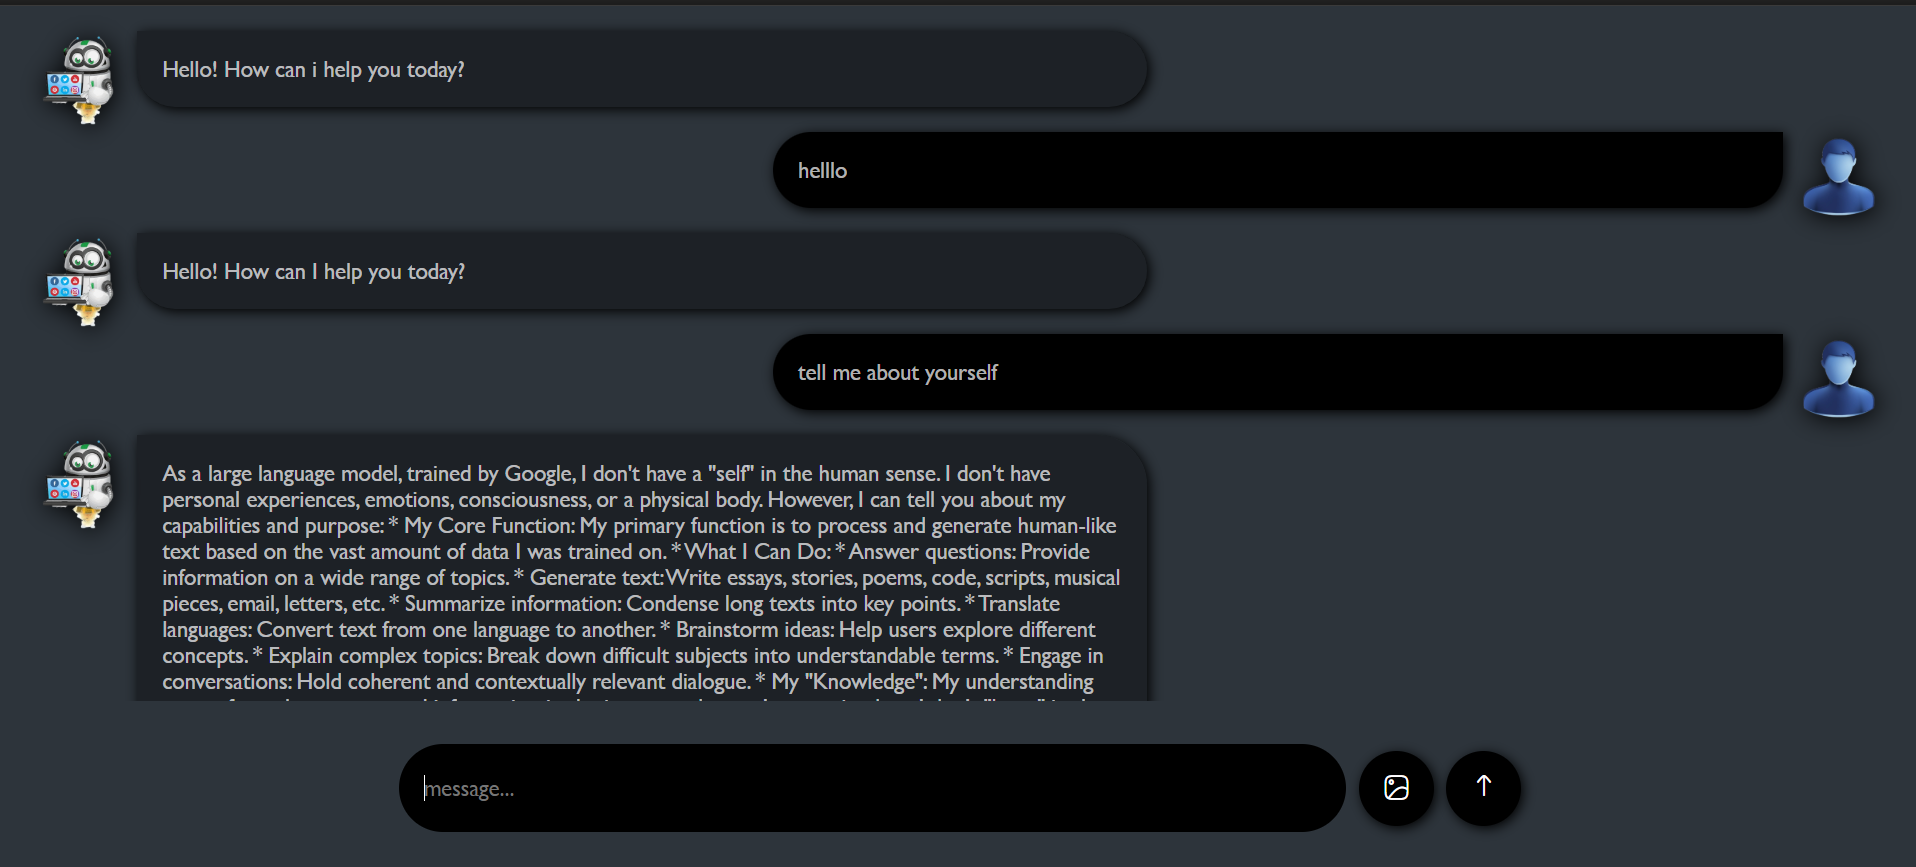 Hello! How can i help you today?
helllo
Hello! How can I help you today?
tell me about yourself
As a large language model, trained by Google, I don't have a "self" in the human sense. I don't have
personal experiences, emotions, consciousness, or a physical body. However, I can tell you about my
capabilities and purpose: * My Core Function: My primary function is to process and generate human-like
text based on the vast amount of data I was trained on. * What I Can Do: * Answer questions: Provide
information on a wide range of topics. * Generate text: Write essays, stories, poems, code, scripts, musical
pieces, email, letters, etc. * Summarize information: Condense long texts into key points. * Translate
languages: Convert text from one language to another. * Brainstorm ideas: Help users explore different
concepts. * Explain complex topics: Break down difficult subjects into understandable terms. * Engage in
conversations: Hold coherent and contextually relevant dialogue. * My "Knowledge": My understanding
message...